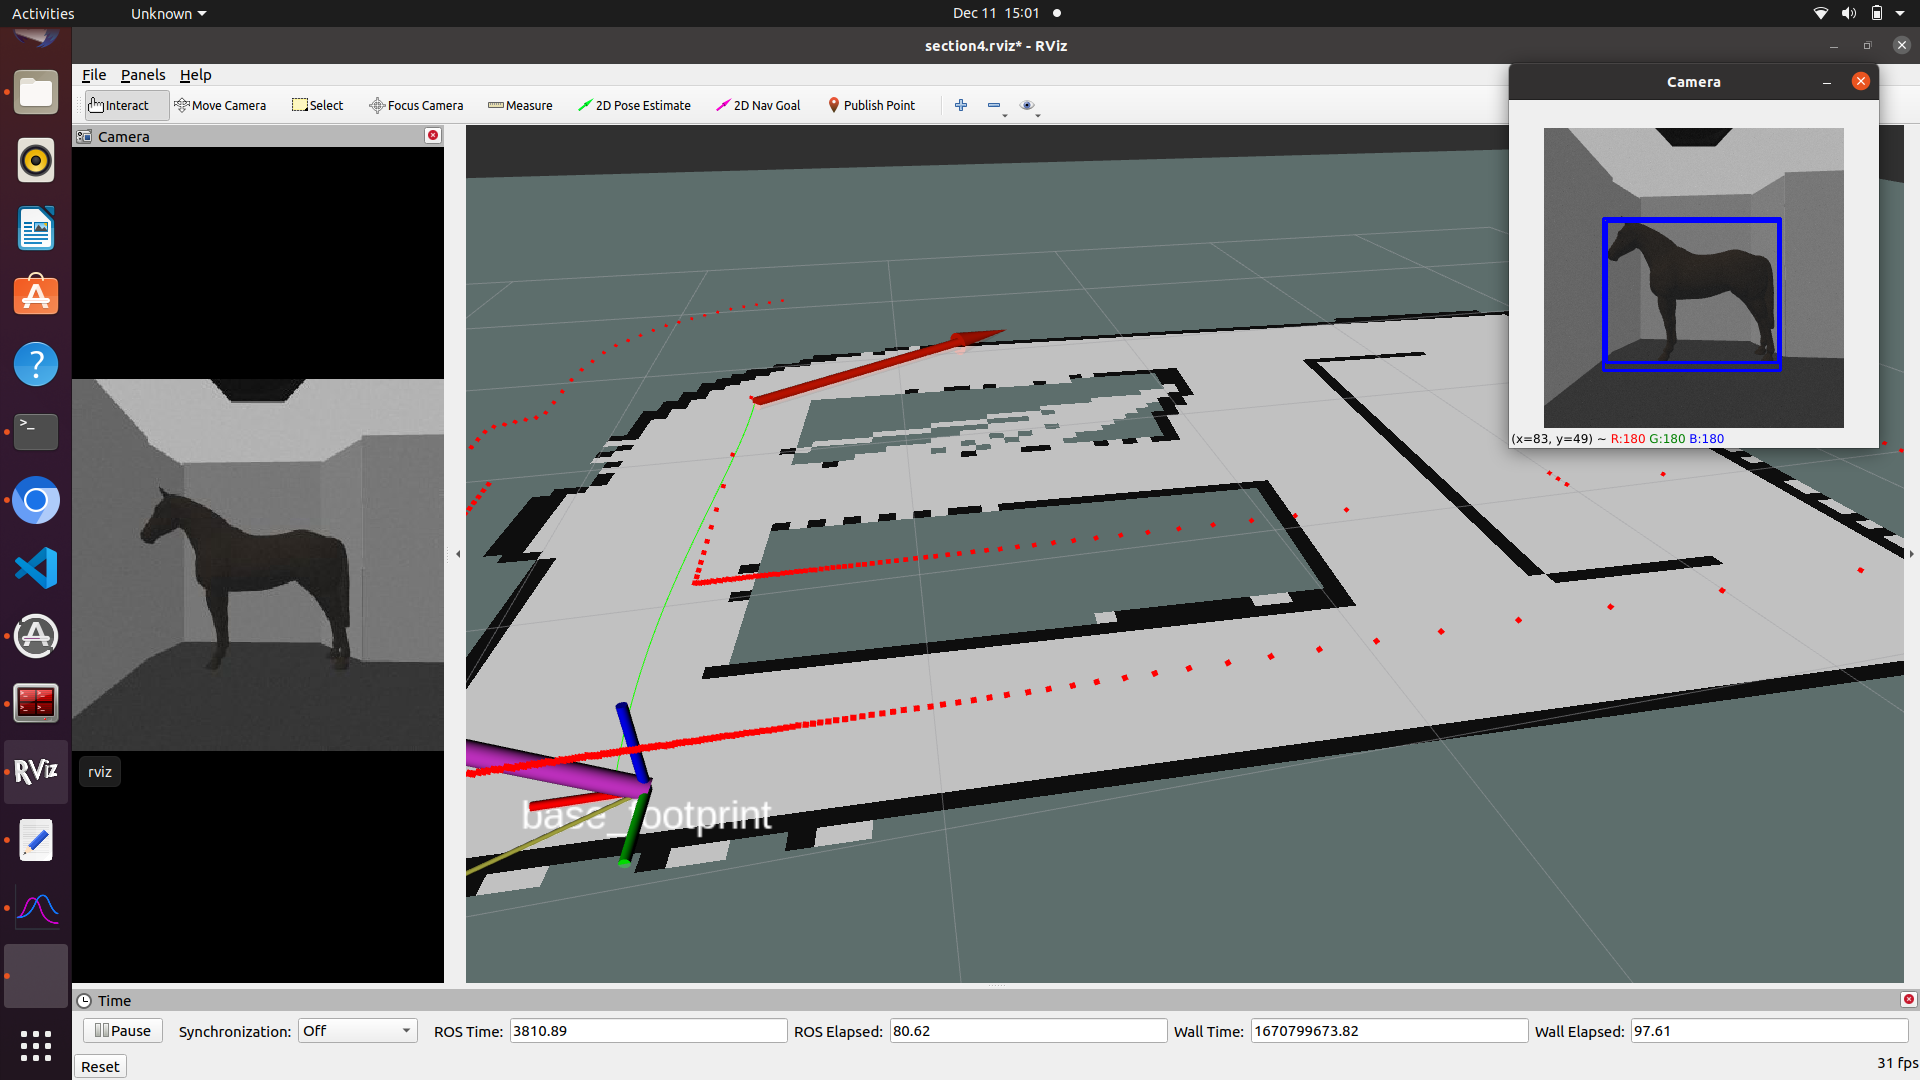 Activities
Unknown
Dec 11 15:01
section4.rviz* - RViz
File Panels Help
Interact
Move Camera
Select
Focus Camera
Measure
2D Pose Estimate
2D Nav Goal
Publish Point
Camera
Camera
(x=83, y=49) ~ R:180 G:180 B:180
>_
?
RViz
rviz
base_footprint
Time
Pause
Synchronization: Off
ROS Time: 3810.89
ROS Elapsed: 80.62
Wall Time: 1670799673.82
Wall Elapsed: 97.61
Reset
31 fps